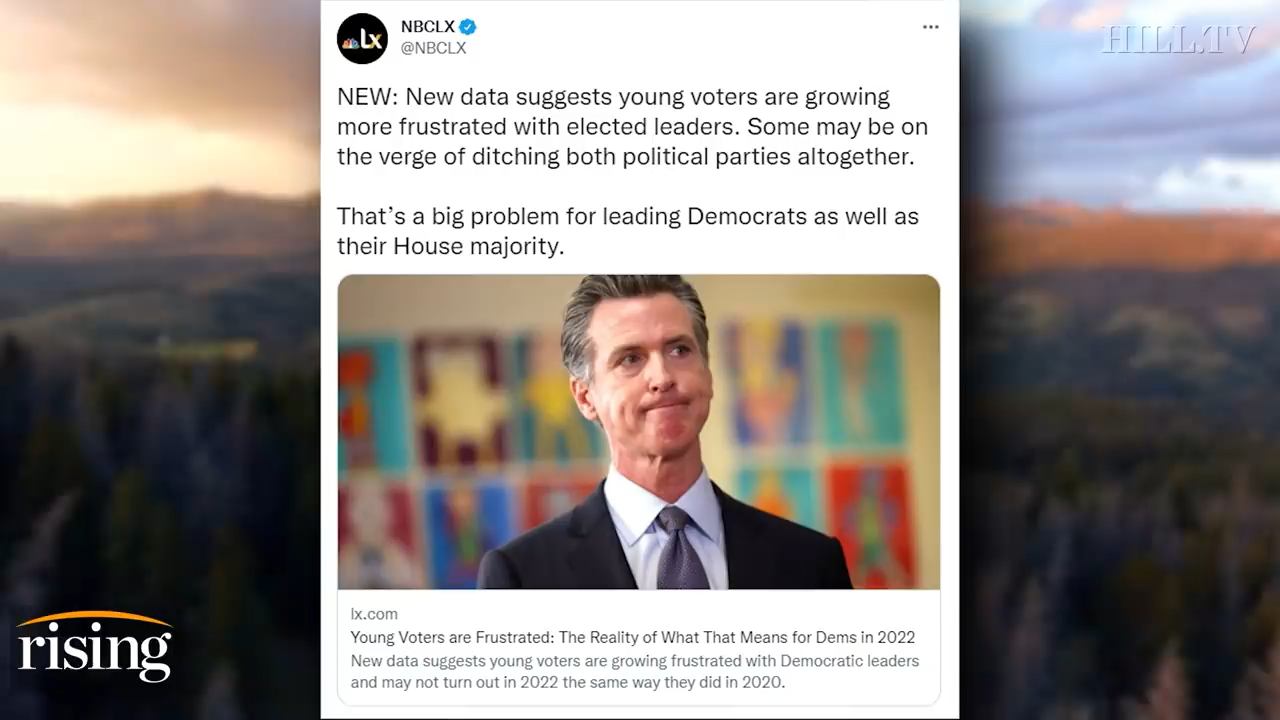 NBCLX
@NBCLX
HILL.TV
NEW: New data suggests young voters are growing
more frustrated with elected leaders. Some may be on
the verge of ditching both political parties altogether.
That’s a big problem for leading Democrats as well as
their House majority.
lx.com
Young Voters are Frustrated: The Reality of What That Means for Dems in 2022
New data suggests young voters are growing frustrated with Democratic leaders
and may not turn out in 2022 the same way they did in 2020.
Lx
rising